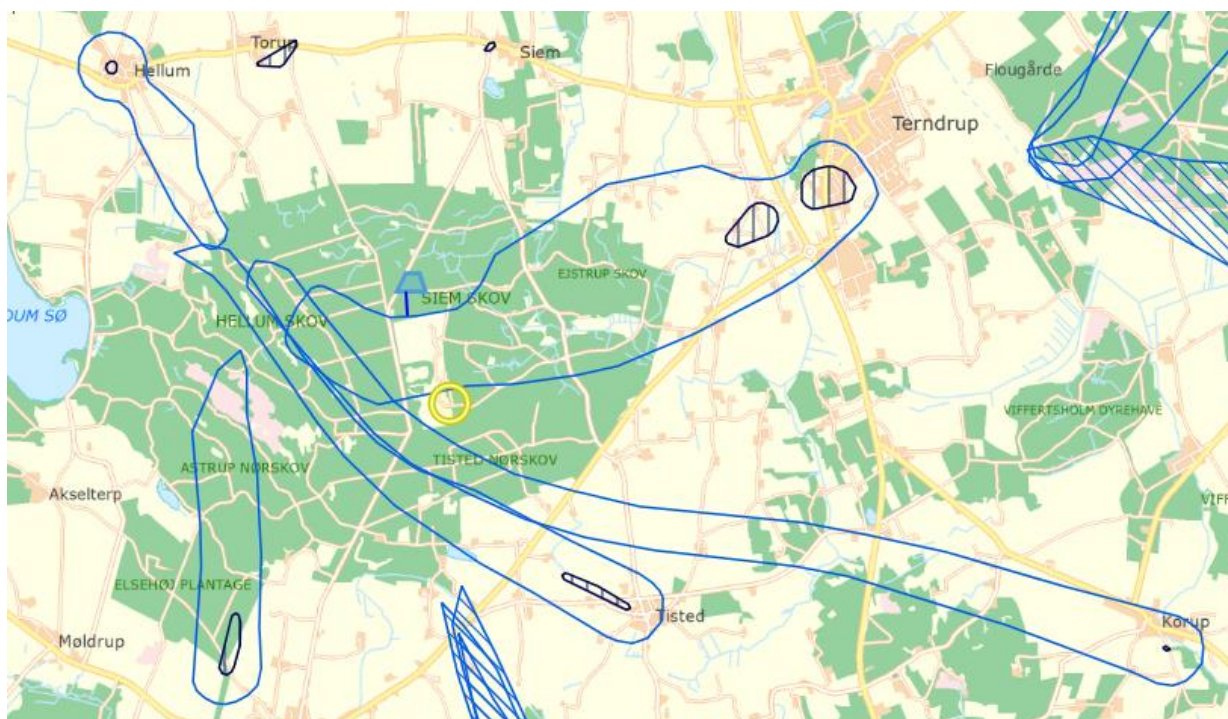 Torup
Siem
Hellum
Flougårde
Terndrup
EJSTRUP SKOV
SIEM SKOV
DUM SØ
HELLUM SKOV
VIFFERTSHOLM DYREHAVE
TISTED NØRSKOV
ASTRUP NØRSKOV
Akselterp
VIFF
ELSEHØJ PLANTAGE
Tisted
Korup
Møldrup